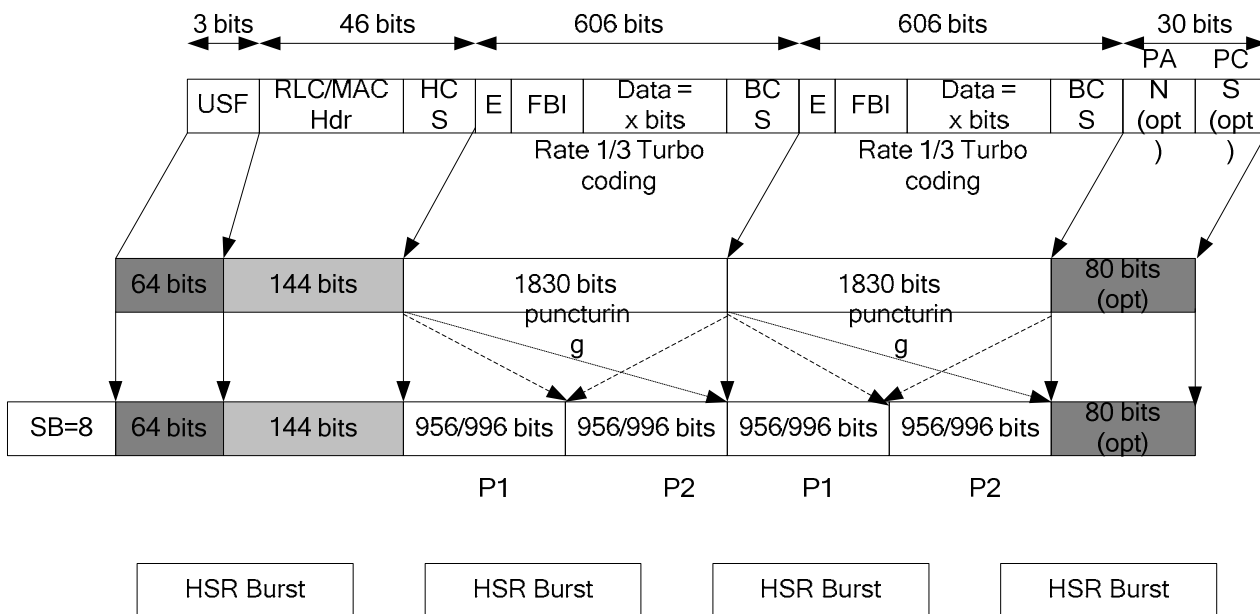 3 bits 46 bits 606 bits 606 bits 30 bits
USF
RLC/MAC
Hdr
HC
S
E
FBI
Data =
x bits
BC
S
E
FBI
Data =
x bits
BC
S
PA
N
(opt
)
PC
S
(opt
)
Rate 1/3 Turbo
coding
Rate 1/3 Turbo
coding
64 bits
144 bits
1830 bits
puncturin
g
1830 bits
puncturin
g
80 bits
(opt)
SB=8
64 bits
144 bits
956/996 bits
956/996 bits
956/996 bits
956/996 bits
80 bits
(opt)
P1 P2 P1 P2
HSR Burst HSR Burst HSR Burst HSR Burst